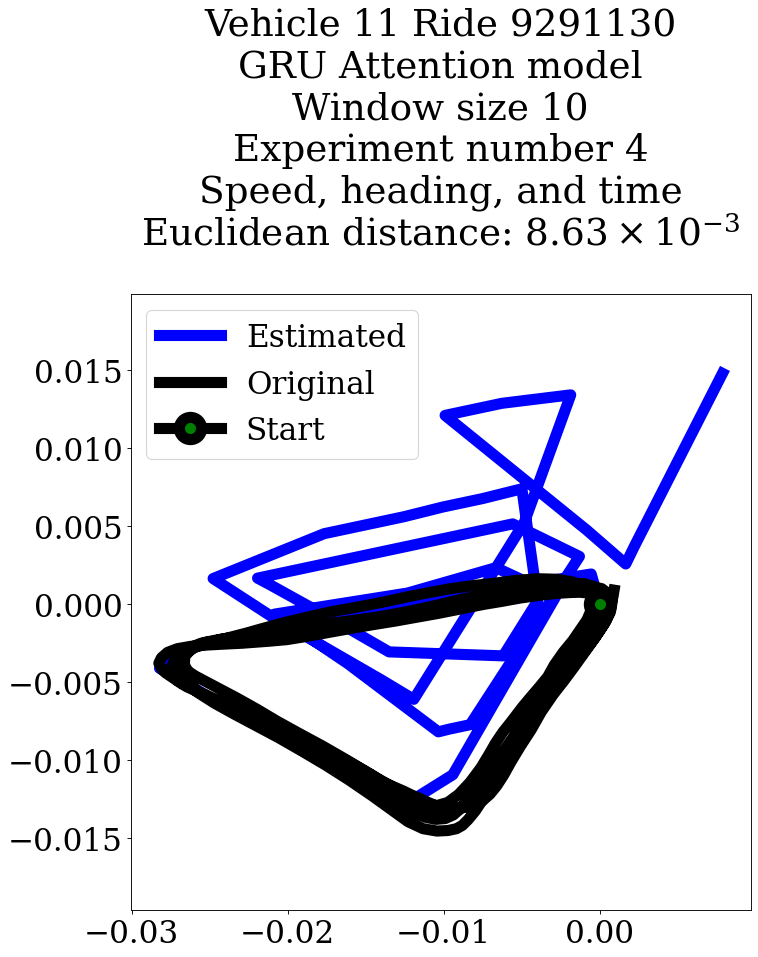 Vehicle 11 Ride 9291130
GRU Attention model
Window size 10
Experiment number 4
Speed, heading, and time
Euclidean distance: 8.63 × 10⁻³
Estimated
Original
Start
0.015
0.010
0.005
0.000
−0.005
−0.010
−0.015
−0.03
−0.02
−0.01
0.00